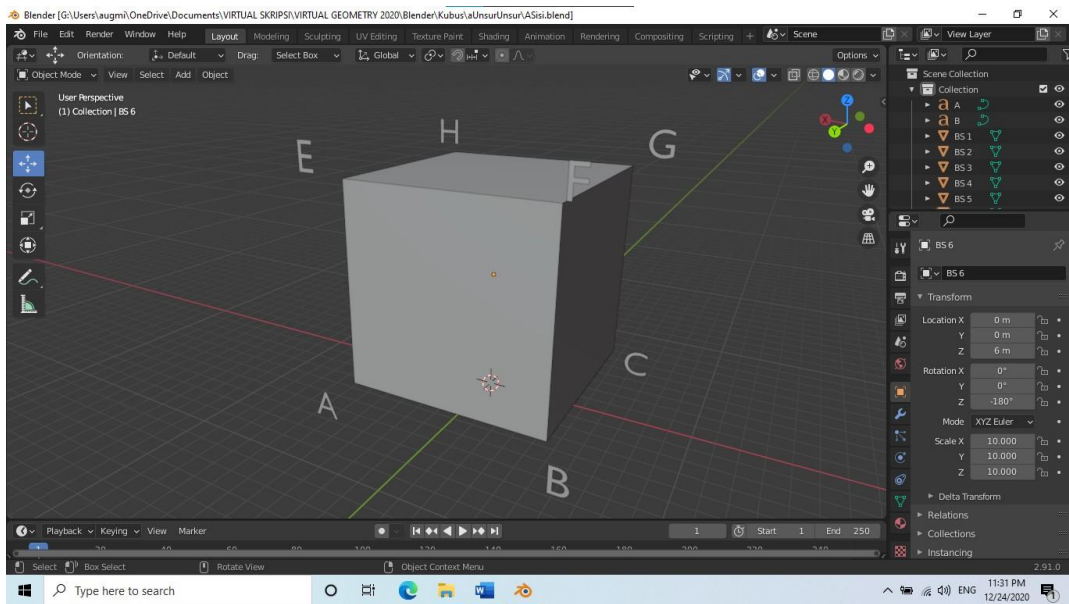 Blender [G:\Users\augmi\OneDrive\Documents\VIRTUAL SKRIPSI\VIRTUAL GEOMETRY 2020\Blender\Kubus\aUnsurUnsur\ASisi.blend]
File Edit Render Window Help Layout Modeling Sculpting UV Editing Texture Paint Shading Animation Rendering Compositing Scripting + Scene View Layer
Orientation: Default Drag: Select Box Global Options
Object Mode View Select Add Object
User Perspective
(1) Collection | BS 6
Z
X
Y
H
E
G
F
C
A
B
Scene Collection
Collection
A
B
BS 1
BS 2
BS 3
BS 4
BS 5
BS 6
BS 6
Transform
Location X 0 m
Y 0 m
Z 6 m
Rotation X 0°
Y 0°
Z -180°
Mode XYZ Euler
Scale X 10.000
Y 10.000
Z 10.000
Delta Transform
Relations
Collections
Instancing
Playback Keying View Marker 1 Start 1 End 250
Select Box Select Rotate View Object Context Menu 2.91.0
Type here to search ENG 11:31 PM
12/24/2020